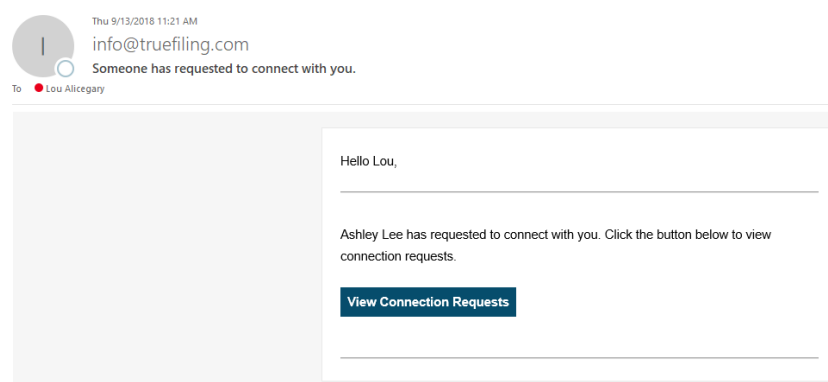 Thu 9/13/2018 11:21 AM
I
info@truefiling.com
Someone has requested to connect with you.
To Lou Alicegary
Hello Lou,
Ashley Lee has requested to connect with you. Click the button below to view
connection requests.
View Connection Requests